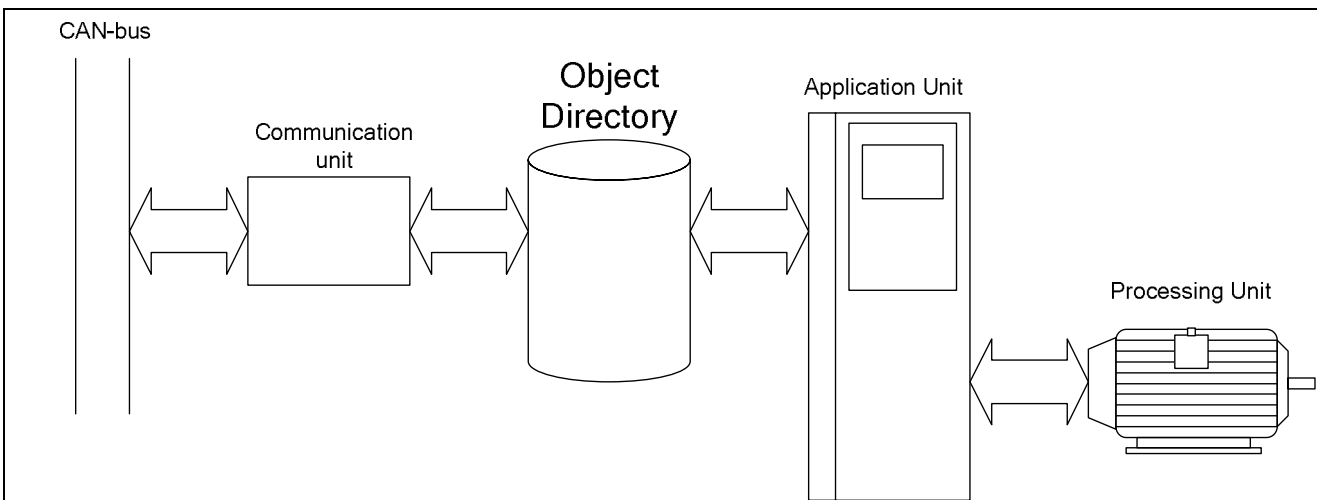 CAN-bus
Communication
unit
Object
Directory
Application Unit
Processing Unit